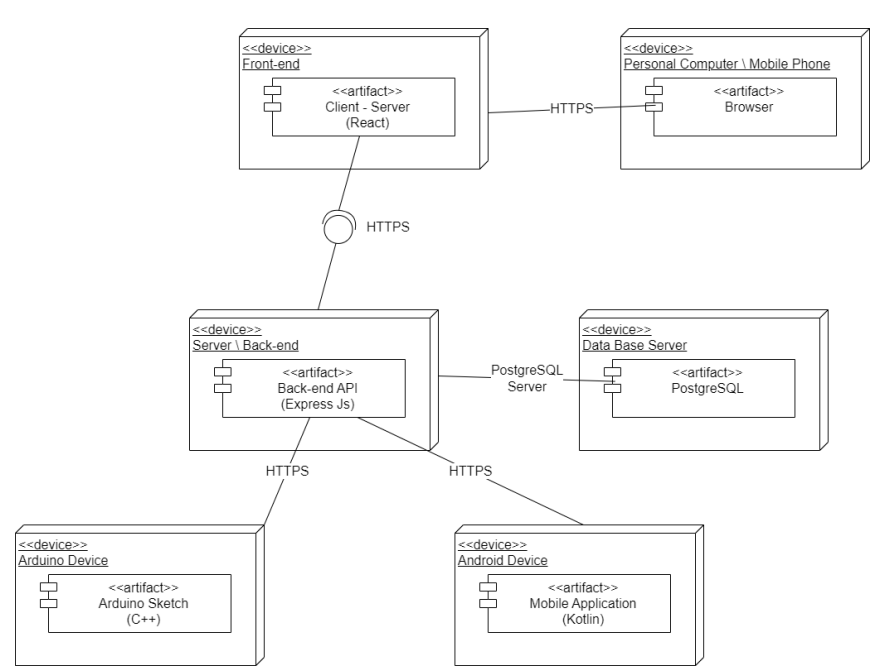 <<device>>
Front-end
<<artifact>>
Client - Server
(React)
HTTPS
<<device>>
Personal Computer \ Mobile Phone
<<artifact>>
Browser
HTTPS
<<device>>
Server \ Back-end
<<artifact>>
Back-end API
(Express Js)
PostgreSQL
Server
<<device>>
Data Base Server
<<artifact>>
PostgreSQL
HTTPS
HTTPS
<<device>>
Arduino Device
<<artifact>>
Arduino Sketch
(C++)
<<device>>
Android Device
<<artifact>>
Mobile Application
(Kotlin)